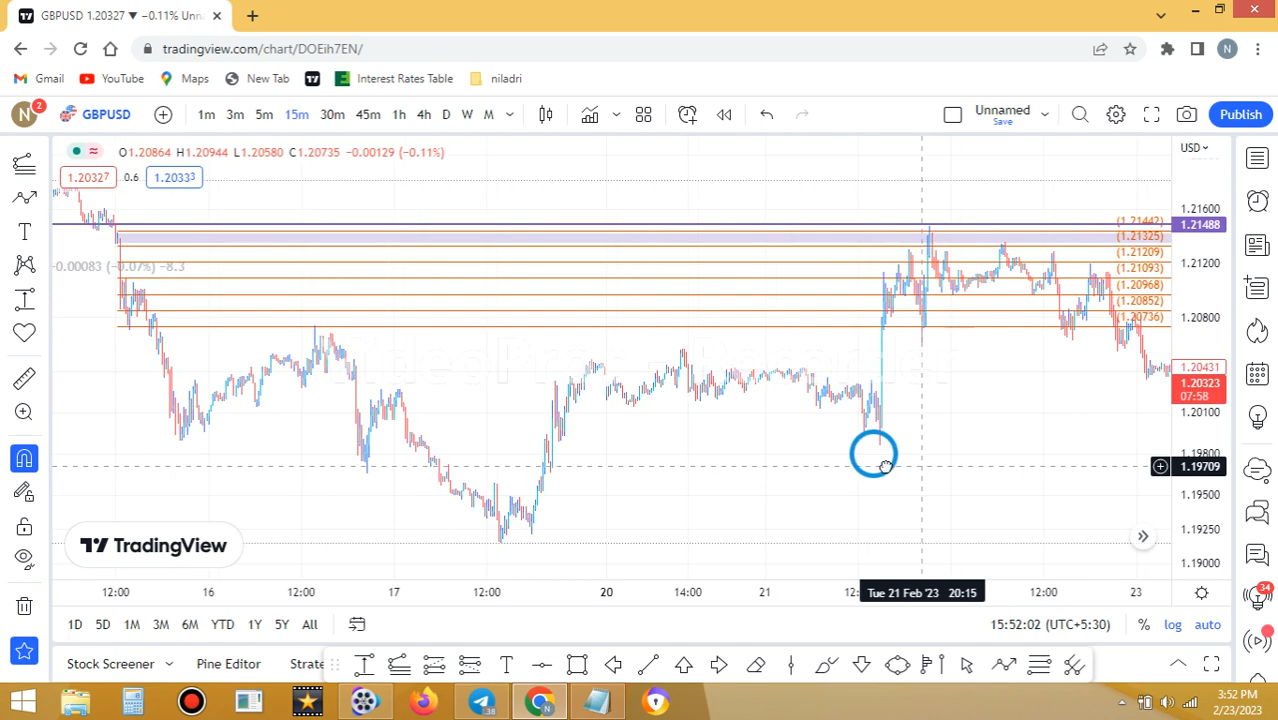 GBPUSD 1.20327 ▼ −0.11% Unn
tradingview.com/chart/DOEih7EN/
N
Gmail YouTube Maps New Tab Interest Rates Table niladri
N 2 GBPUSD 1m 3m 5m 15m 30m 45m 1h 4h D W M Unnamed Save Publish
O1.20864 H1.20944 L1.20580 C1.20735 −0.00129 (−0.11%)
USD
1.20327 0.6 1.20333
1.21600
(1.21442)
1.21488
(1.21325)
(1.21209)
1.21200
-0.00083 (-0.07%) -8.3
(1.21093)
(1.20968)
(1.20852)
(1.20736)
1.20800
1.20431
1.20323
07:58
1.20100
1.19800
1.19709
1.19500
1.19250
1.19000
TradingView
12:00 16 12:00 17 12:00 20 14:00 21 Tue 21 Feb '23 20:15 12:00 23
34
1D 5D 1M 3M 6M YTD 1Y 5Y All 15:52:02 (UTC+5:30) % log auto
Stock Screener Pine Editor Strate
38
3:52 PM
2/23/2023